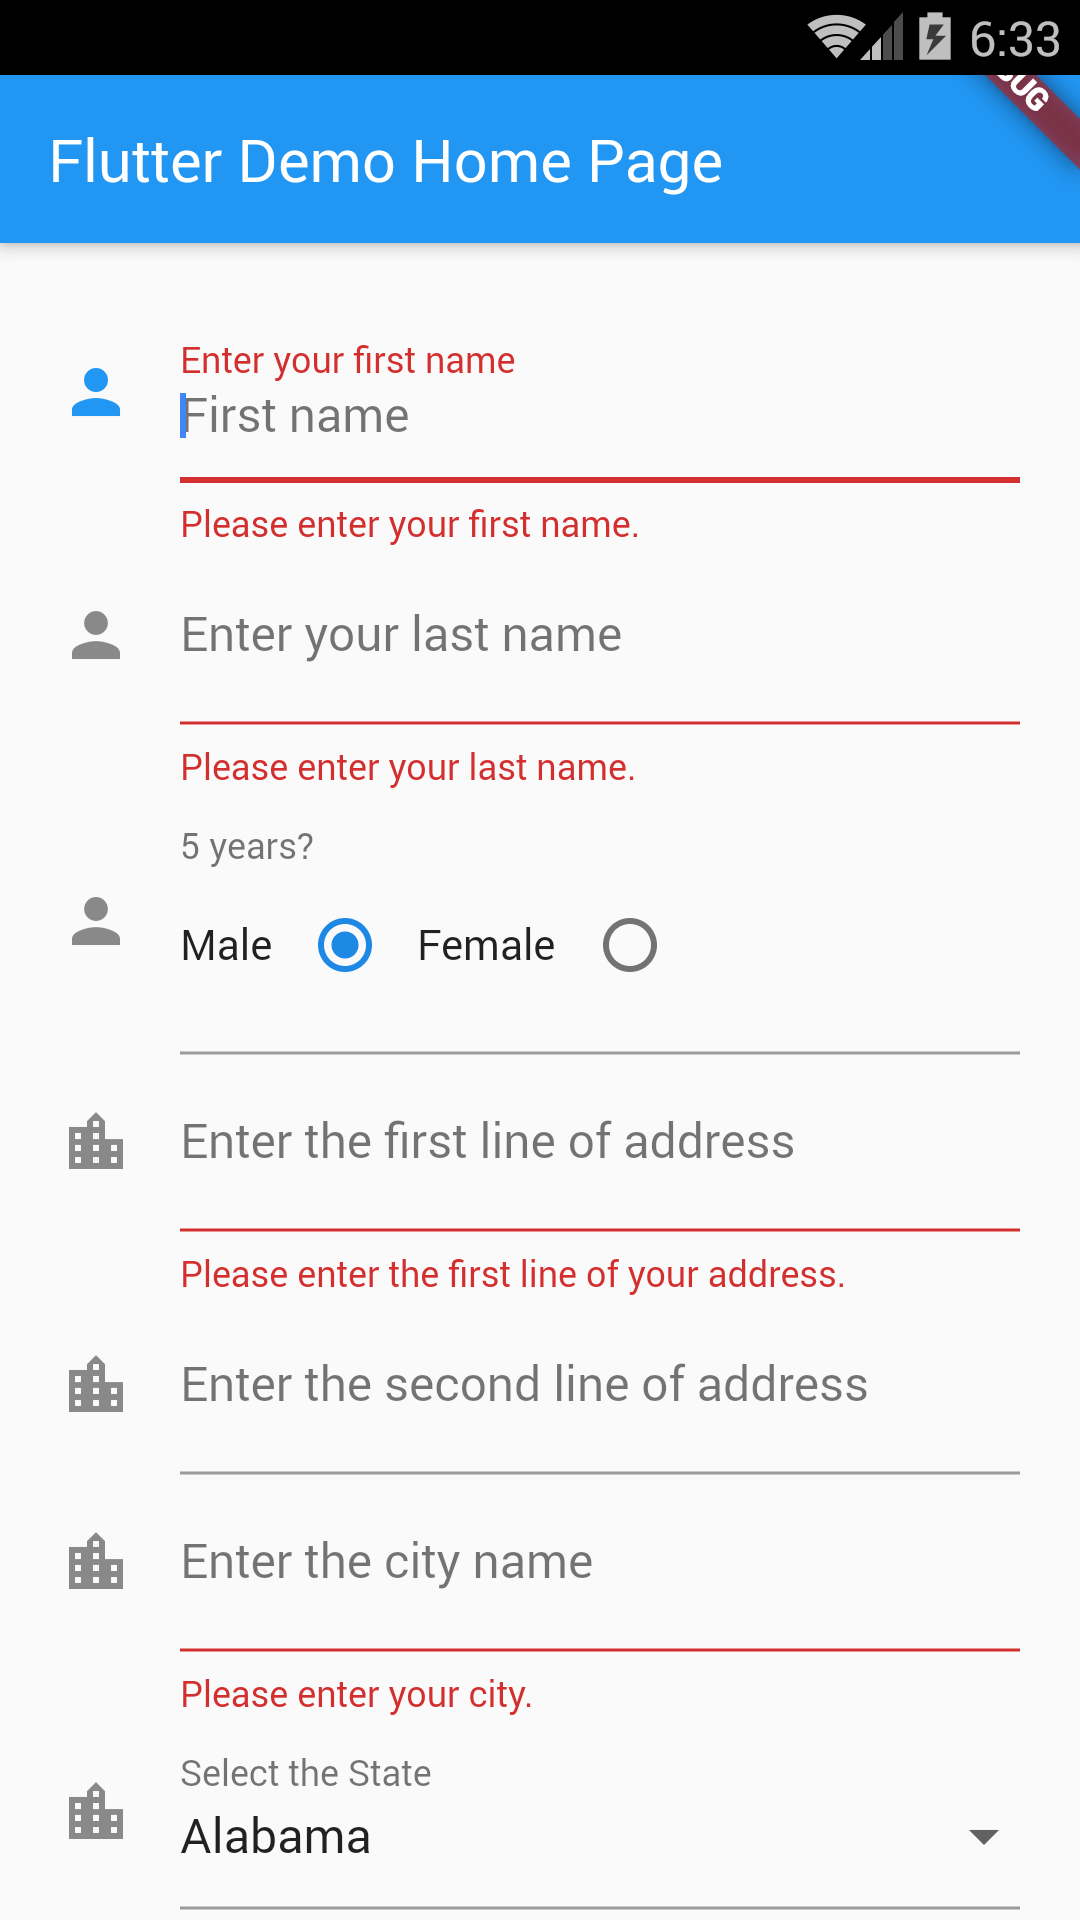 6:33
Flutter Demo Home Page
Enter your first name
First name
Please enter your first name.
Enter your last name
Please enter your last name.
5 years?
Male Female
Enter the first line of address
Please enter the first line of your address.
Enter the second line of address
Enter the city name
Please enter your city.
Select the State
Alabama